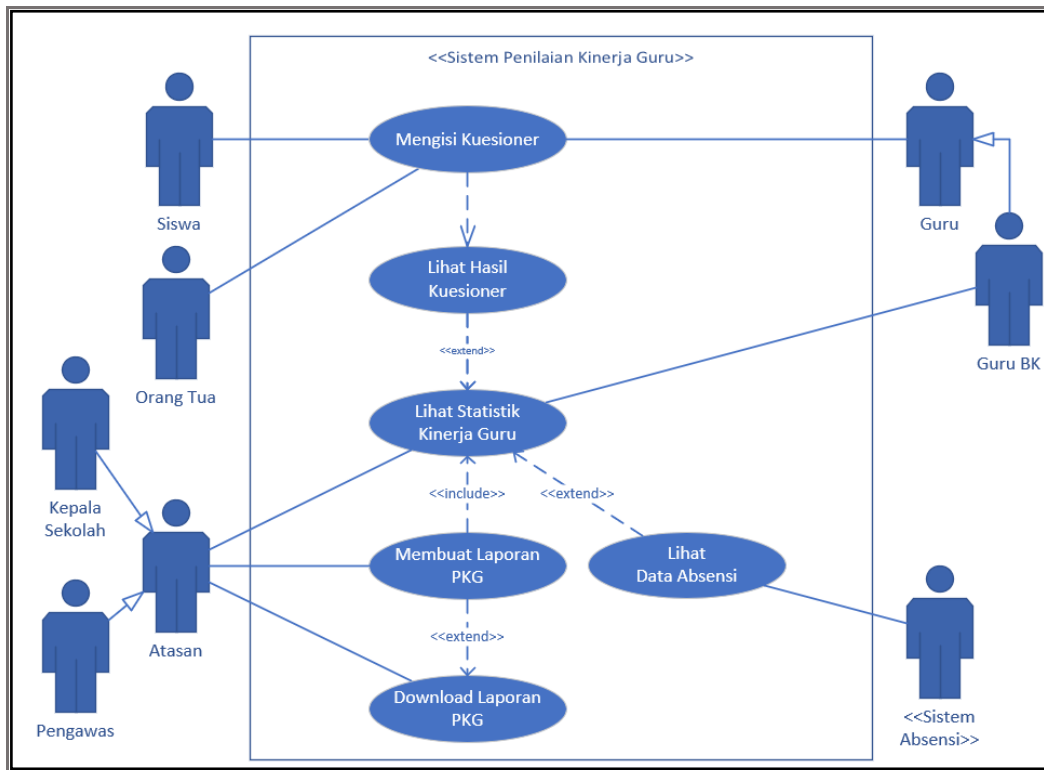 <<Sistem Penilaian Kinerja Guru>>
Mengisi Kuesioner
Siswa
Guru
Lihat Hasil
Kuesioner
<<extend>>
Orang Tua
Guru BK
Lihat Statistik
Kinerja Guru
<<include>>
<<extend>>
Kepala
Sekolah
Membuat Laporan
PKG
Lihat
Data Absensi
<<extend>>
Atasan
Download Laporan
PKG
Pengawas
<<Sistem
Absensi>>